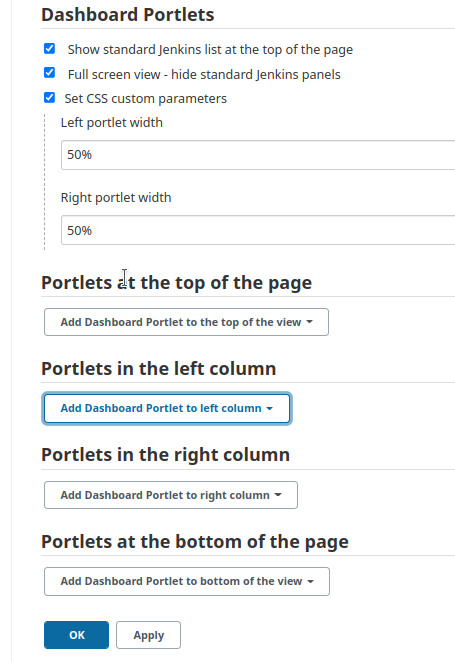 Dashboard Portlets
Show standard Jenkins list at the top of the page
Full screen view - hide standard Jenkins panels
Set CSS custom parameters
Left portlet width
50%
Right portlet width
50%
Portlets at the top of the page
Add Dashboard Portlet to the top of the view
Portlets in the left column
Add Dashboard Portlet to left column
Portlets in the right column
Add Dashboard Portlet to right column
Portlets at the bottom of the page
Add Dashboard Portlet to bottom of the view
OK
Apply